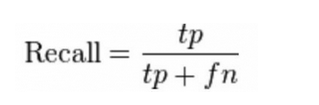 Recall = tp / (tp + fn)